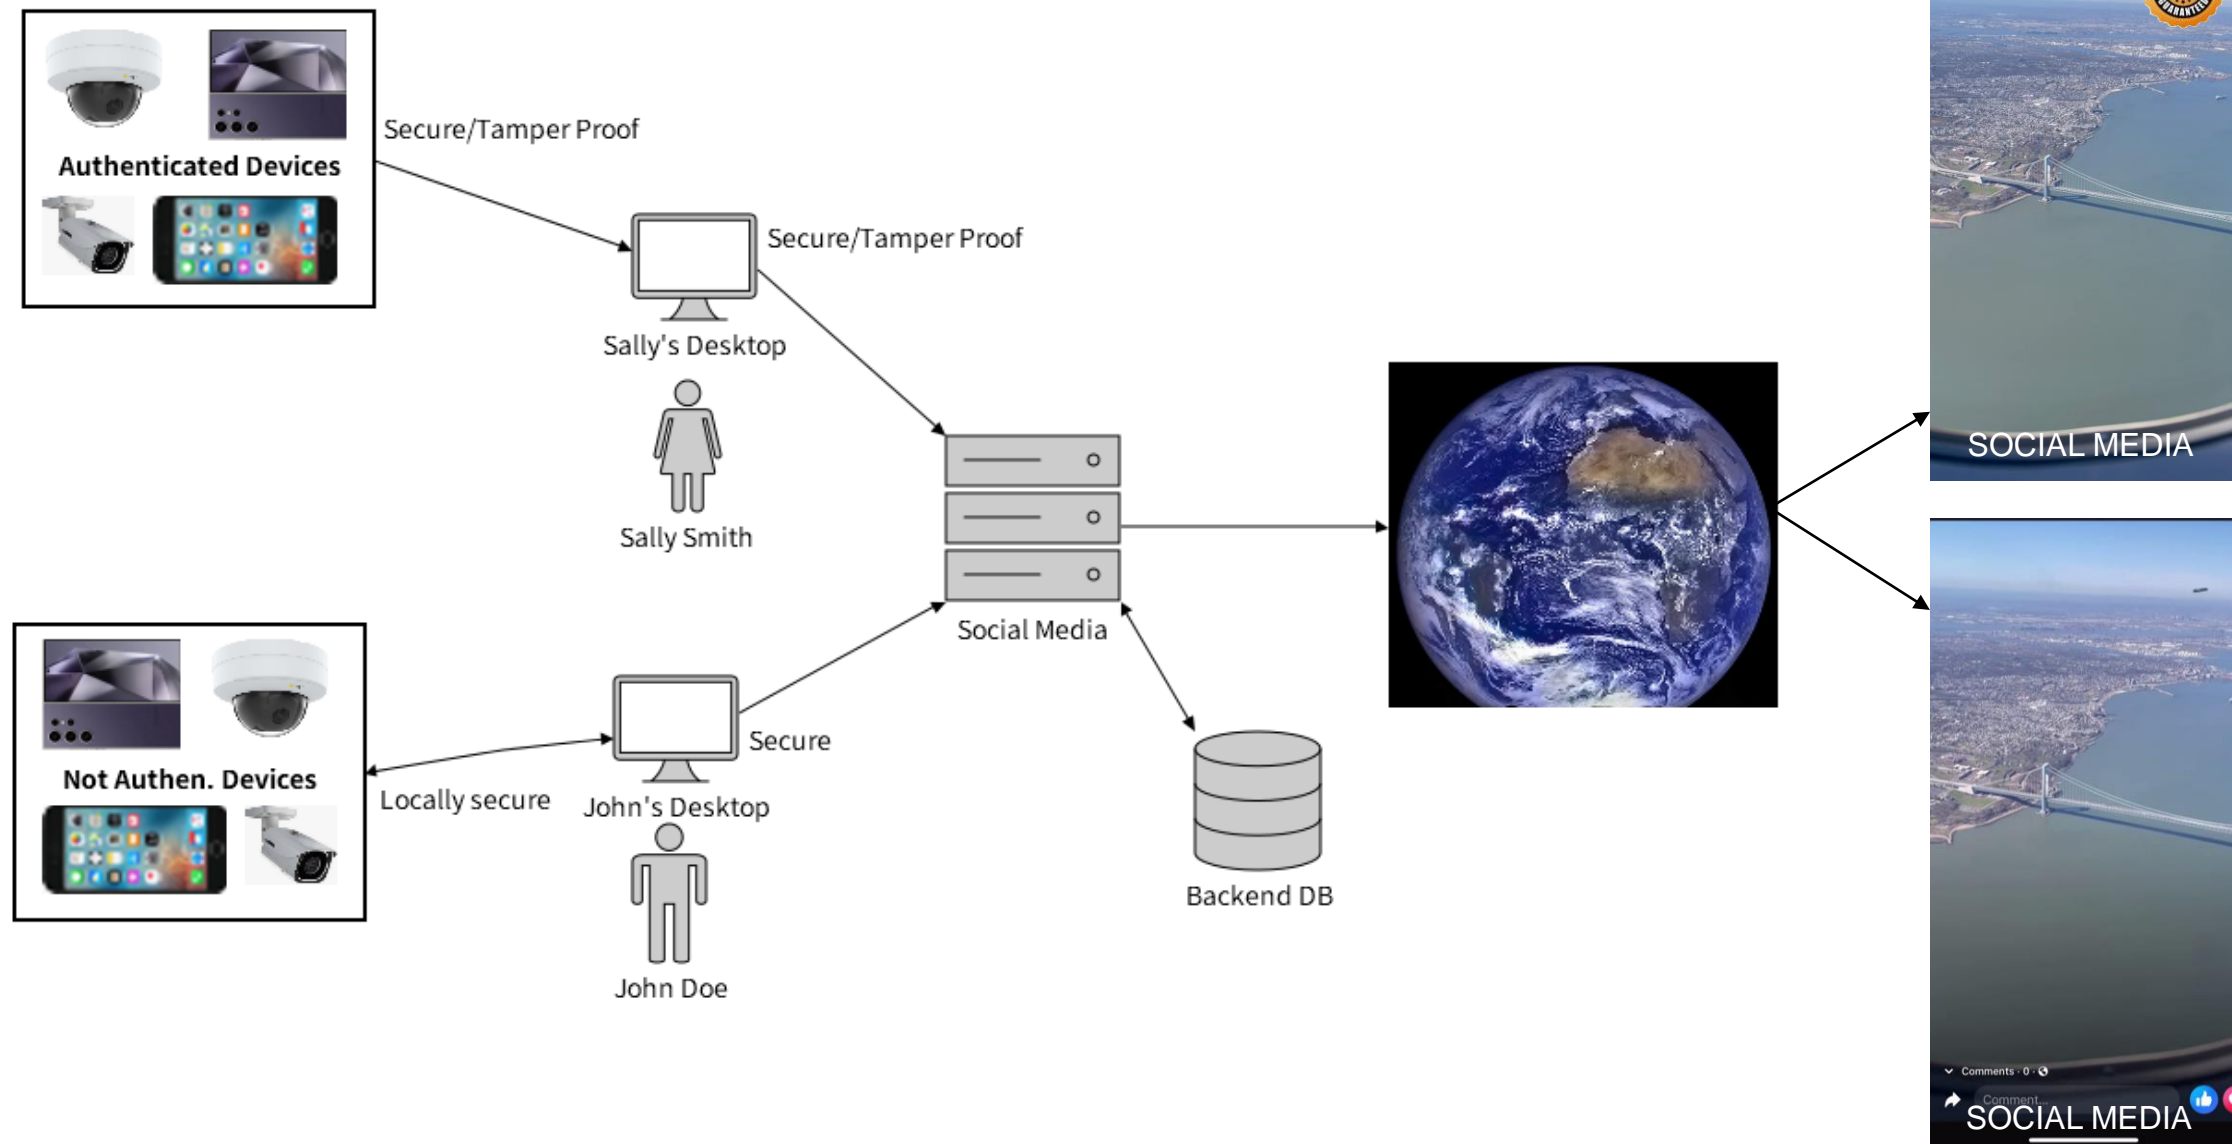 Authenticated Devices
Secure/Tamper Proof
GUARANTEED
Secure/Tamper Proof
Sally's Desktop
Sally Smith
SOCIAL MEDIA
Social Media
Not Authen. Devices
Locally secure
Secure
John's Desktop
John Doe
Backend DB
Comments · 0 ·
Comment...
SOCIAL MEDIA